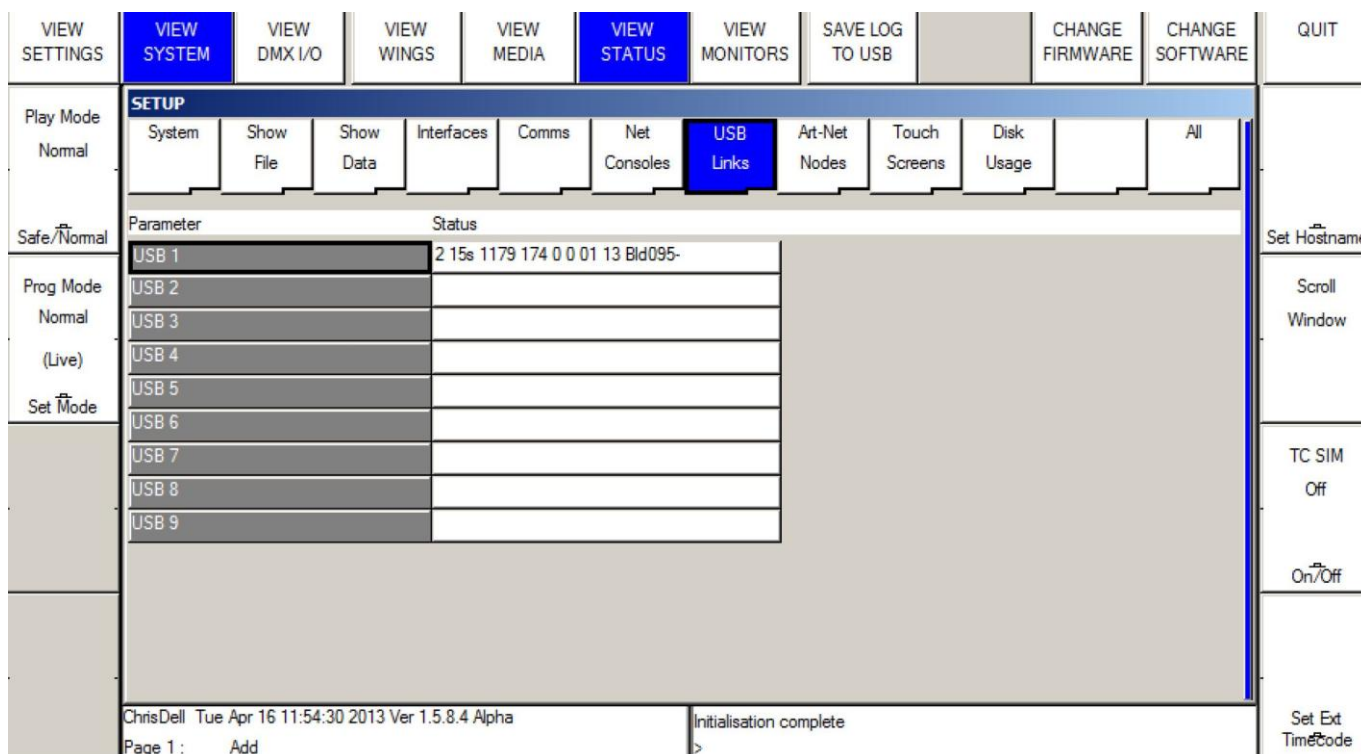 VIEW SETTINGS
VIEW SYSTEM
VIEW DMX I/O
VIEW WINGS
VIEW MEDIA
VIEW STATUS
VIEW MONITORS
SAVE LOG TO USB
CHANGE FIRMWARE
CHANGE SOFTWARE
QUIT
Play Mode
Normal
Safe/Normal
Prog Mode
Normal
(Live)
Set Mode
SETUP
System
Show File
Show Data
Interfaces
Comms
Net Consoles
USB Links
Art-Net Nodes
Touch Screens
Disk Usage
All
Parameter Status
USB 1 2 15s 1179 174 0 0 01 13 Bld095-
USB 2
USB 3
USB 4
USB 5
USB 6
USB 7
USB 8
USB 9
Set Hostname
Scroll
Window
TC SIM
Off
On/Off
Set Ext
Timecode
ChrisDell Tue Apr 16 11:54:30 2013 Ver 1.5.8.4 Alpha
Page 1 : Add
Initialisation complete
>